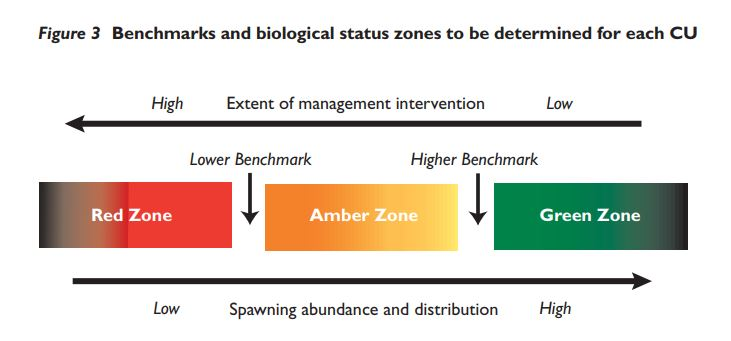 Figure 3 Benchmarks and biological status zones to be determined for each CU
High Extent of management intervention Low
Lower Benchmark Higher Benchmark
Red Zone Amber Zone Green Zone
Low Spawning abundance and distribution High